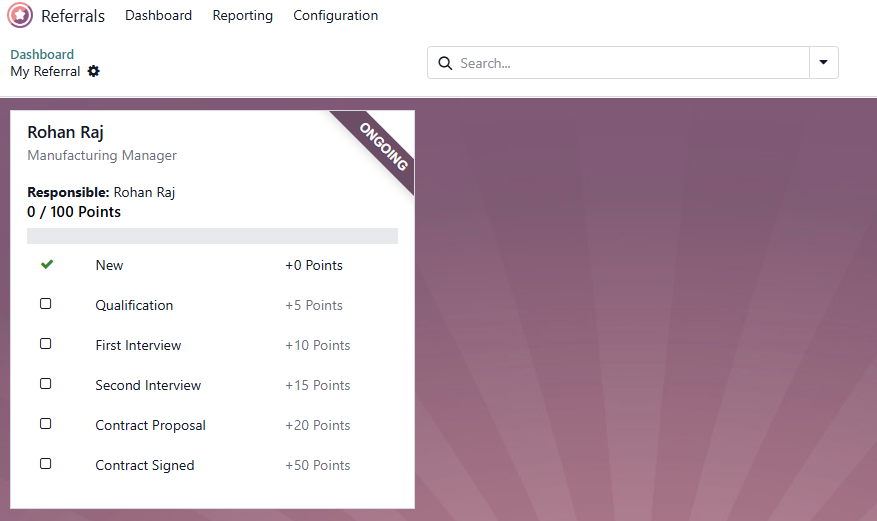 Referrals Dashboard Reporting Configuration
Dashboard
My Referral
Search...
Rohan Raj
ONGOING
Manufacturing Manager
Responsible: Rohan Raj
0 / 100 Points
New +0 Points
Qualification +5 Points
First Interview +10 Points
Second Interview +15 Points
Contract Proposal +20 Points
Contract Signed +50 Points